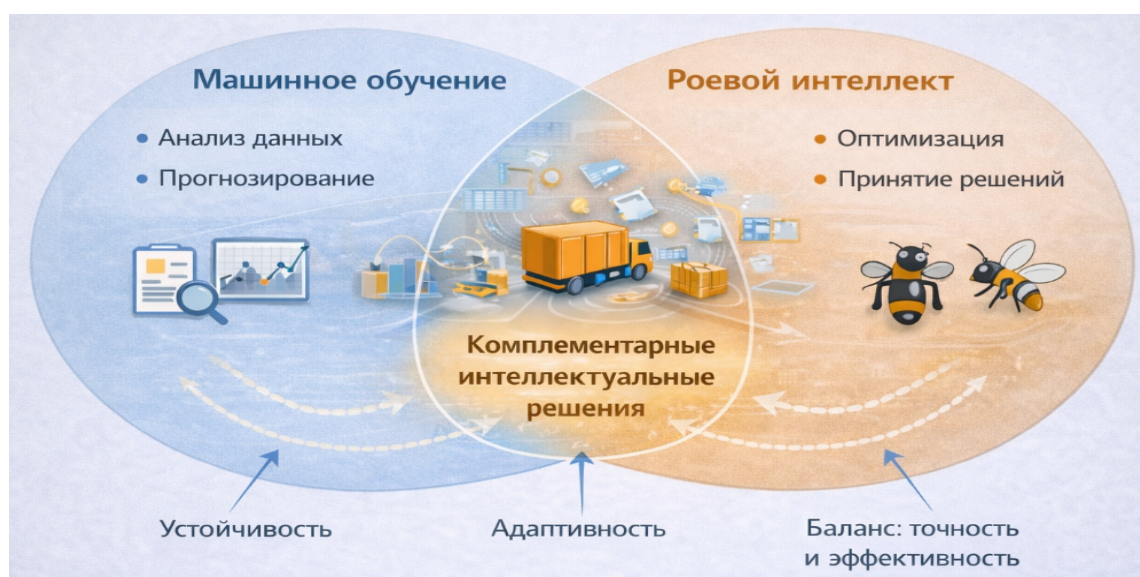 Машинное обучение
• Анализ данных
• Прогнозирование
Роевой интеллект
• Оптимизация
• Принятие решений
Комплементарные
интеллектуальные
решения
Устойчивость
Адаптивность
Баланс: точность
и эффективность